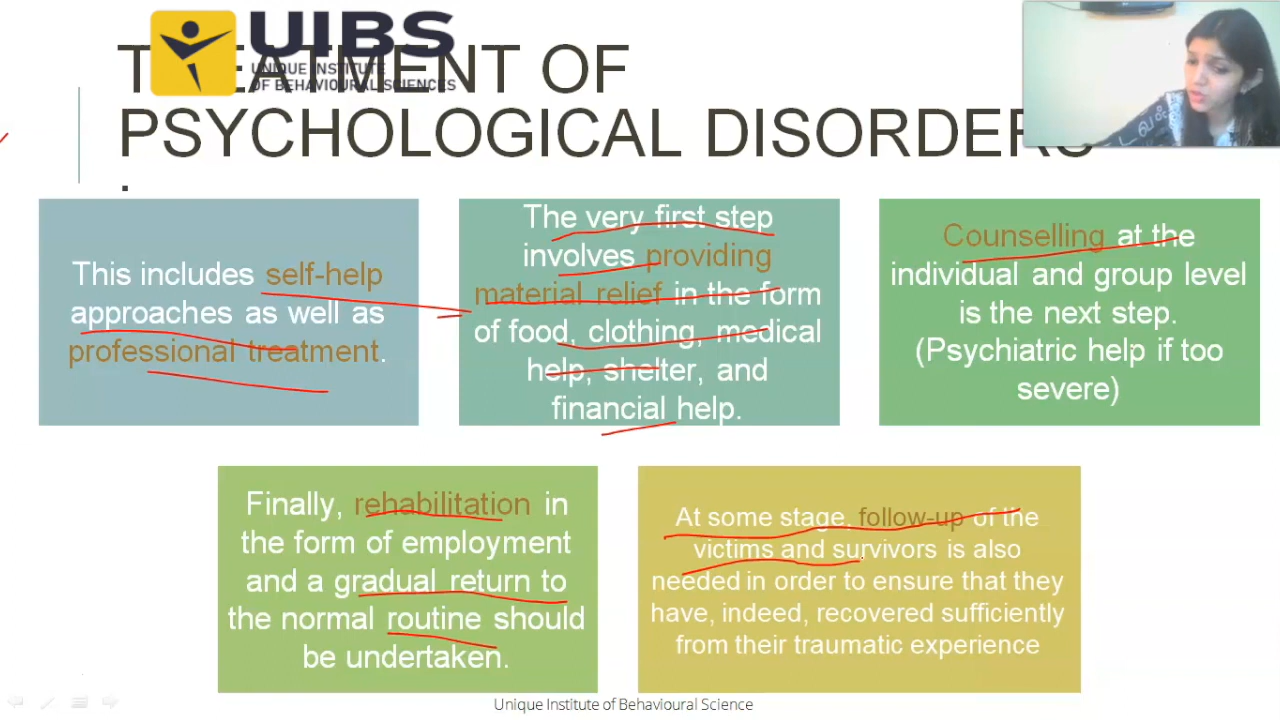 UIBS
UNIQUE INSTITUTE
OF BEHAVIOURAL SCIENCES
TREATMENT OF
PSYCHOLOGICAL DISORDERS
:
This includes self-help
approaches as well as
professional treatment.
The very first step
involves providing
material relief in the form
of food, clothing, medical
help, shelter, and
financial help.
Counselling at the
individual and group level
is the next step.
(Psychiatric help if too
severe)
Finally, rehabilitation in
the form of employment
and a gradual return to
the normal routine should
be undertaken.
At some stage, follow-up of the
victims and survivors is also
needed in order to ensure that they
have, indeed, recovered sufficiently
from their traumatic experience
Unique Institute of Behavioural Science